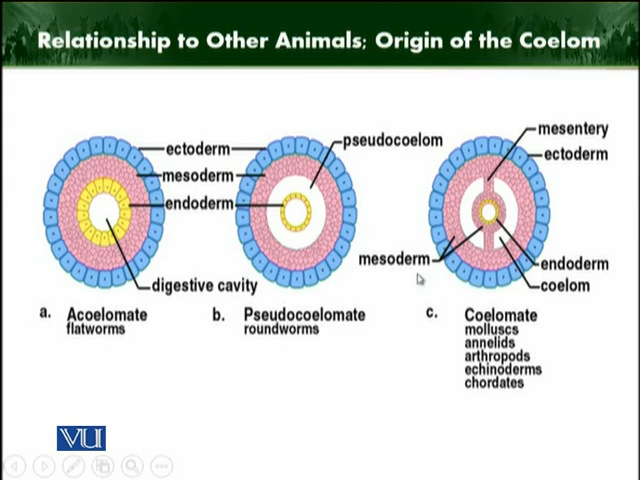 Relationship to Other Animals; Origin of the Coelom
ectoderm
mesoderm
endoderm
digestive cavity
pseudocoelom
mesentery
ectoderm
mesoderm
endoderm
coelom
a. Acoelomate
flatworms
b. Pseudocoelomate
roundworms
c. Coelomate
molluscs
annelids
arthropods
echinoderms
chordates
VU